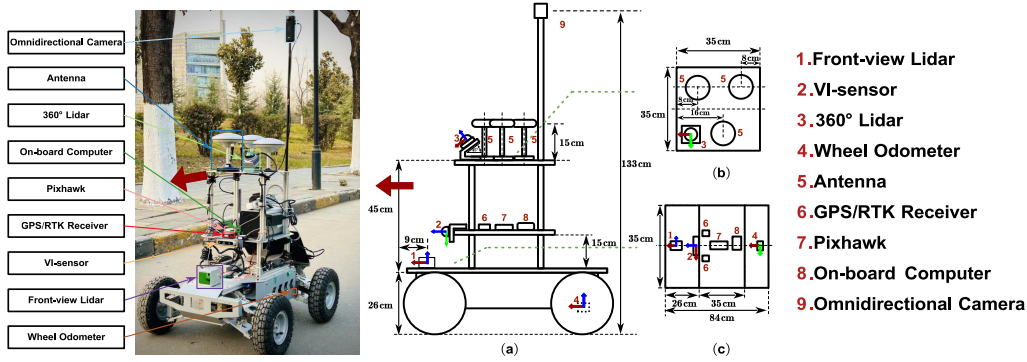 Omnidirectional Camera
Antenna
360° Lidar
On-board Computer
Pixhawk
GPS/RTK Receiver
VI-sensor
Front-view Lidar
Wheel Odometer
9
3
5
5
5
15cm
133cm
45cm
2
6
7
8
9cm
1
15cm
26cm
4
(a)
35cm
8cm
5
5
35cm
8cm
16cm
3
5
(b)
35cm
1
6
2
7
8
4
6
26cm
35cm
84cm
(c)
1.Front-view Lidar
2.VI-sensor
3.360° Lidar
4.Wheel Odometer
5.Antenna
6.GPS/RTK Receiver
7.Pixhawk
8.On-board Computer
9.Omnidirectional Camera